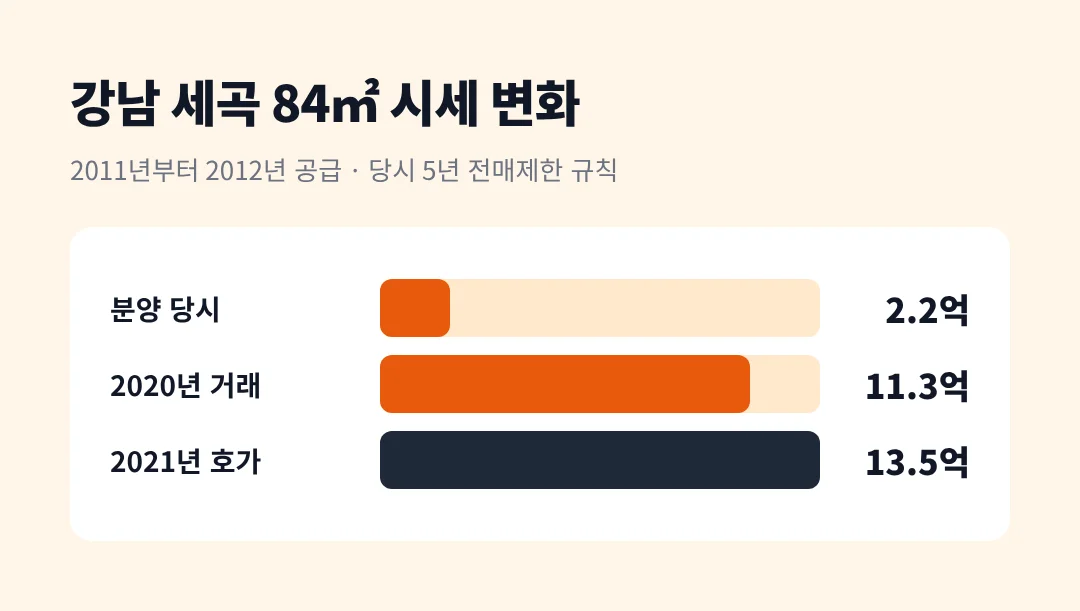 강남 세곡 84㎡ 시세 변화
2011년부터 2012년 공급 · 당시 5년 전매제한 규칙
분양 당시 2.2억
2020년 거래 11.3억
2021년 호가 13.5억